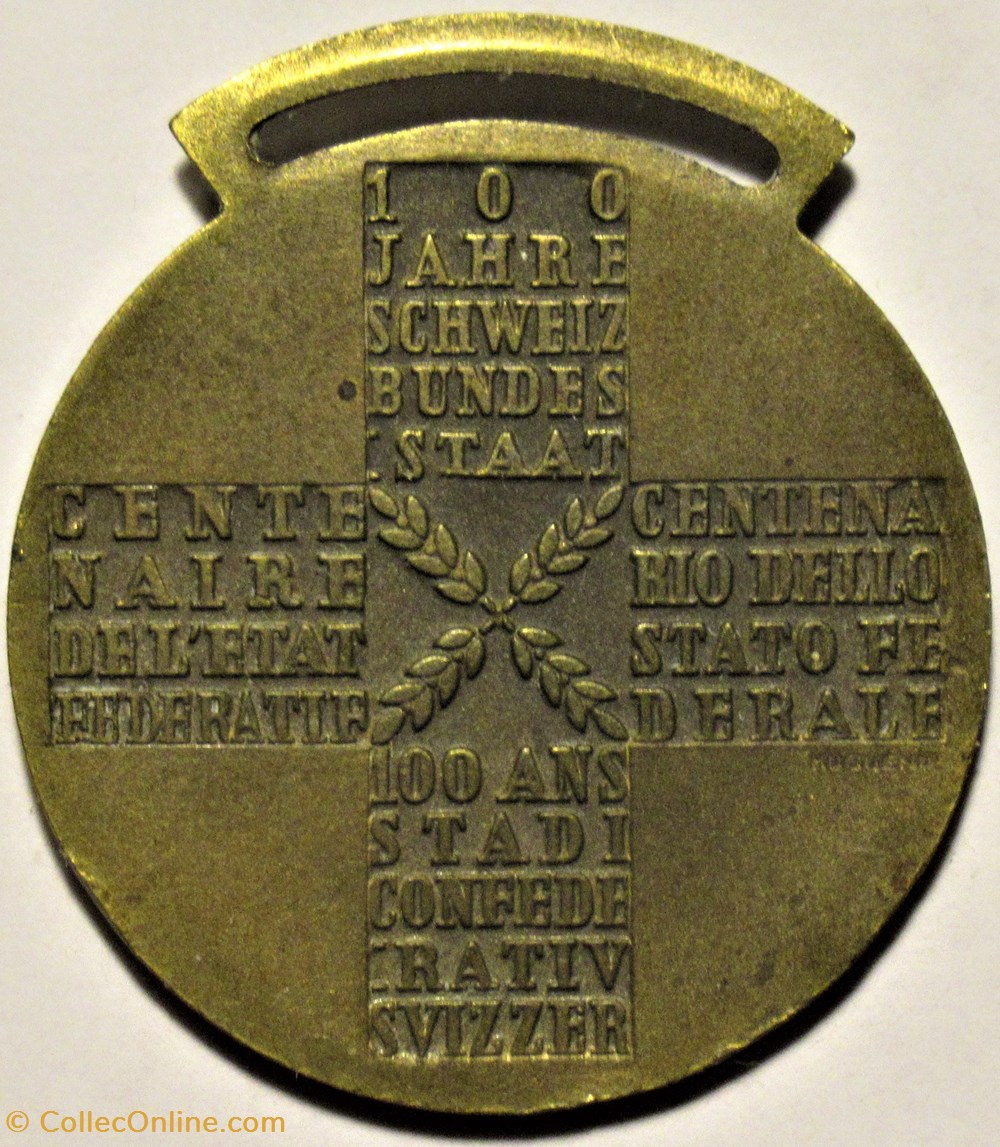 100
JAHRE
SCHWEIZ
BUNDES
STAAT
CENTE
NAIRE
DE L'ETAT
FEDERATIF
CENTENA
RIO DELLO
STATO FE
DERALE
HUGUENIN
100 ANS
STADI
CONFEDE
RATIV
SVIZZER
© CollecOnline.com